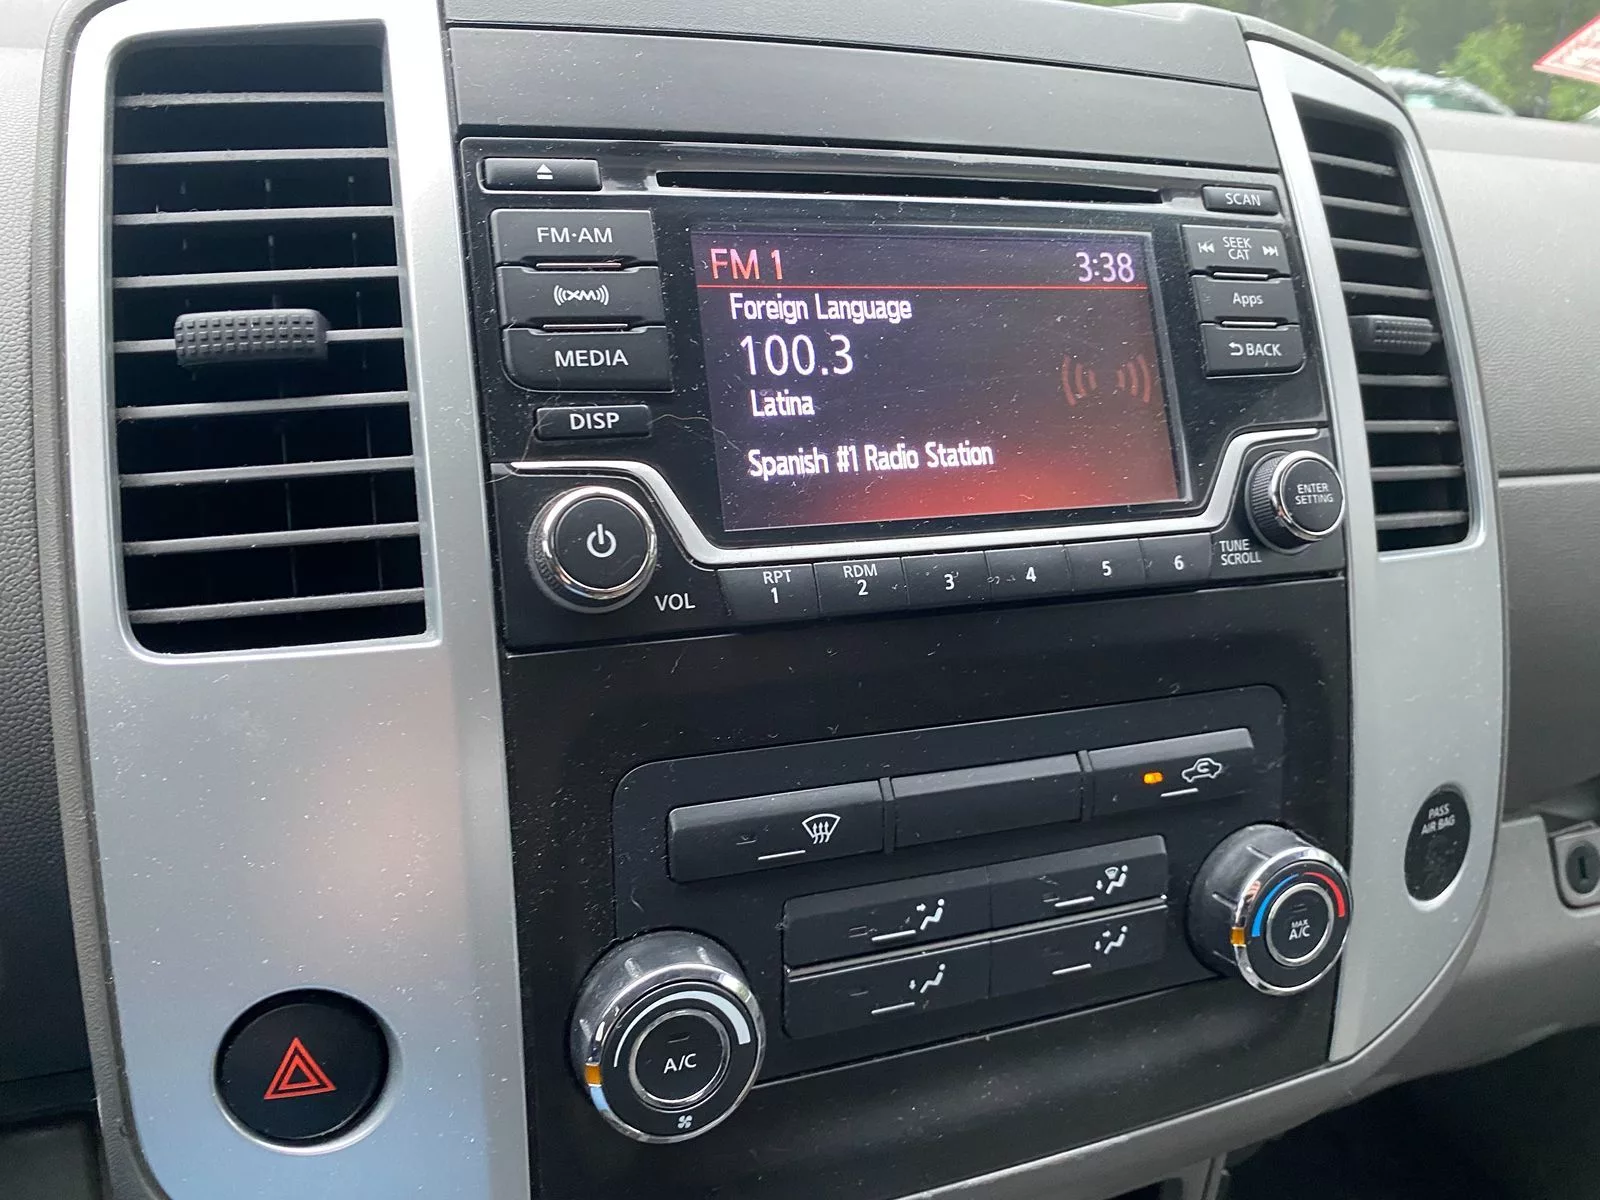 SCAN
FM·AM
SEEK
CAT
XM
Apps
MEDIA
BACK
DISP
FM 1 3:38
Foreign Language
100.3
Latina
Spanish #1 Radio Station
ENTER
SETTING
TUNE
SCROLL
VOL
RPT
1
RDM
2
3
4
5
6
PASS
AIR BAG
MAX
A/C
A/C